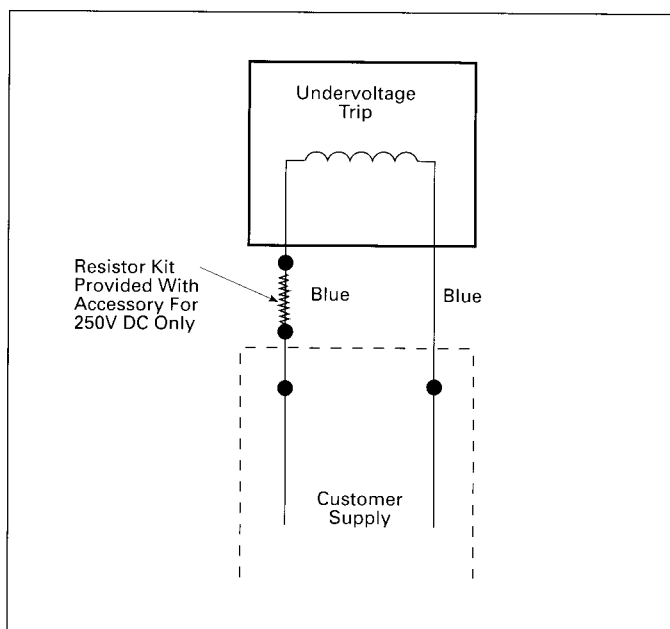 Undervoltage
Trip
Resistor Kit
Provided With
Accessory For
250V DC Only
Blue
Blue
Customer
Supply